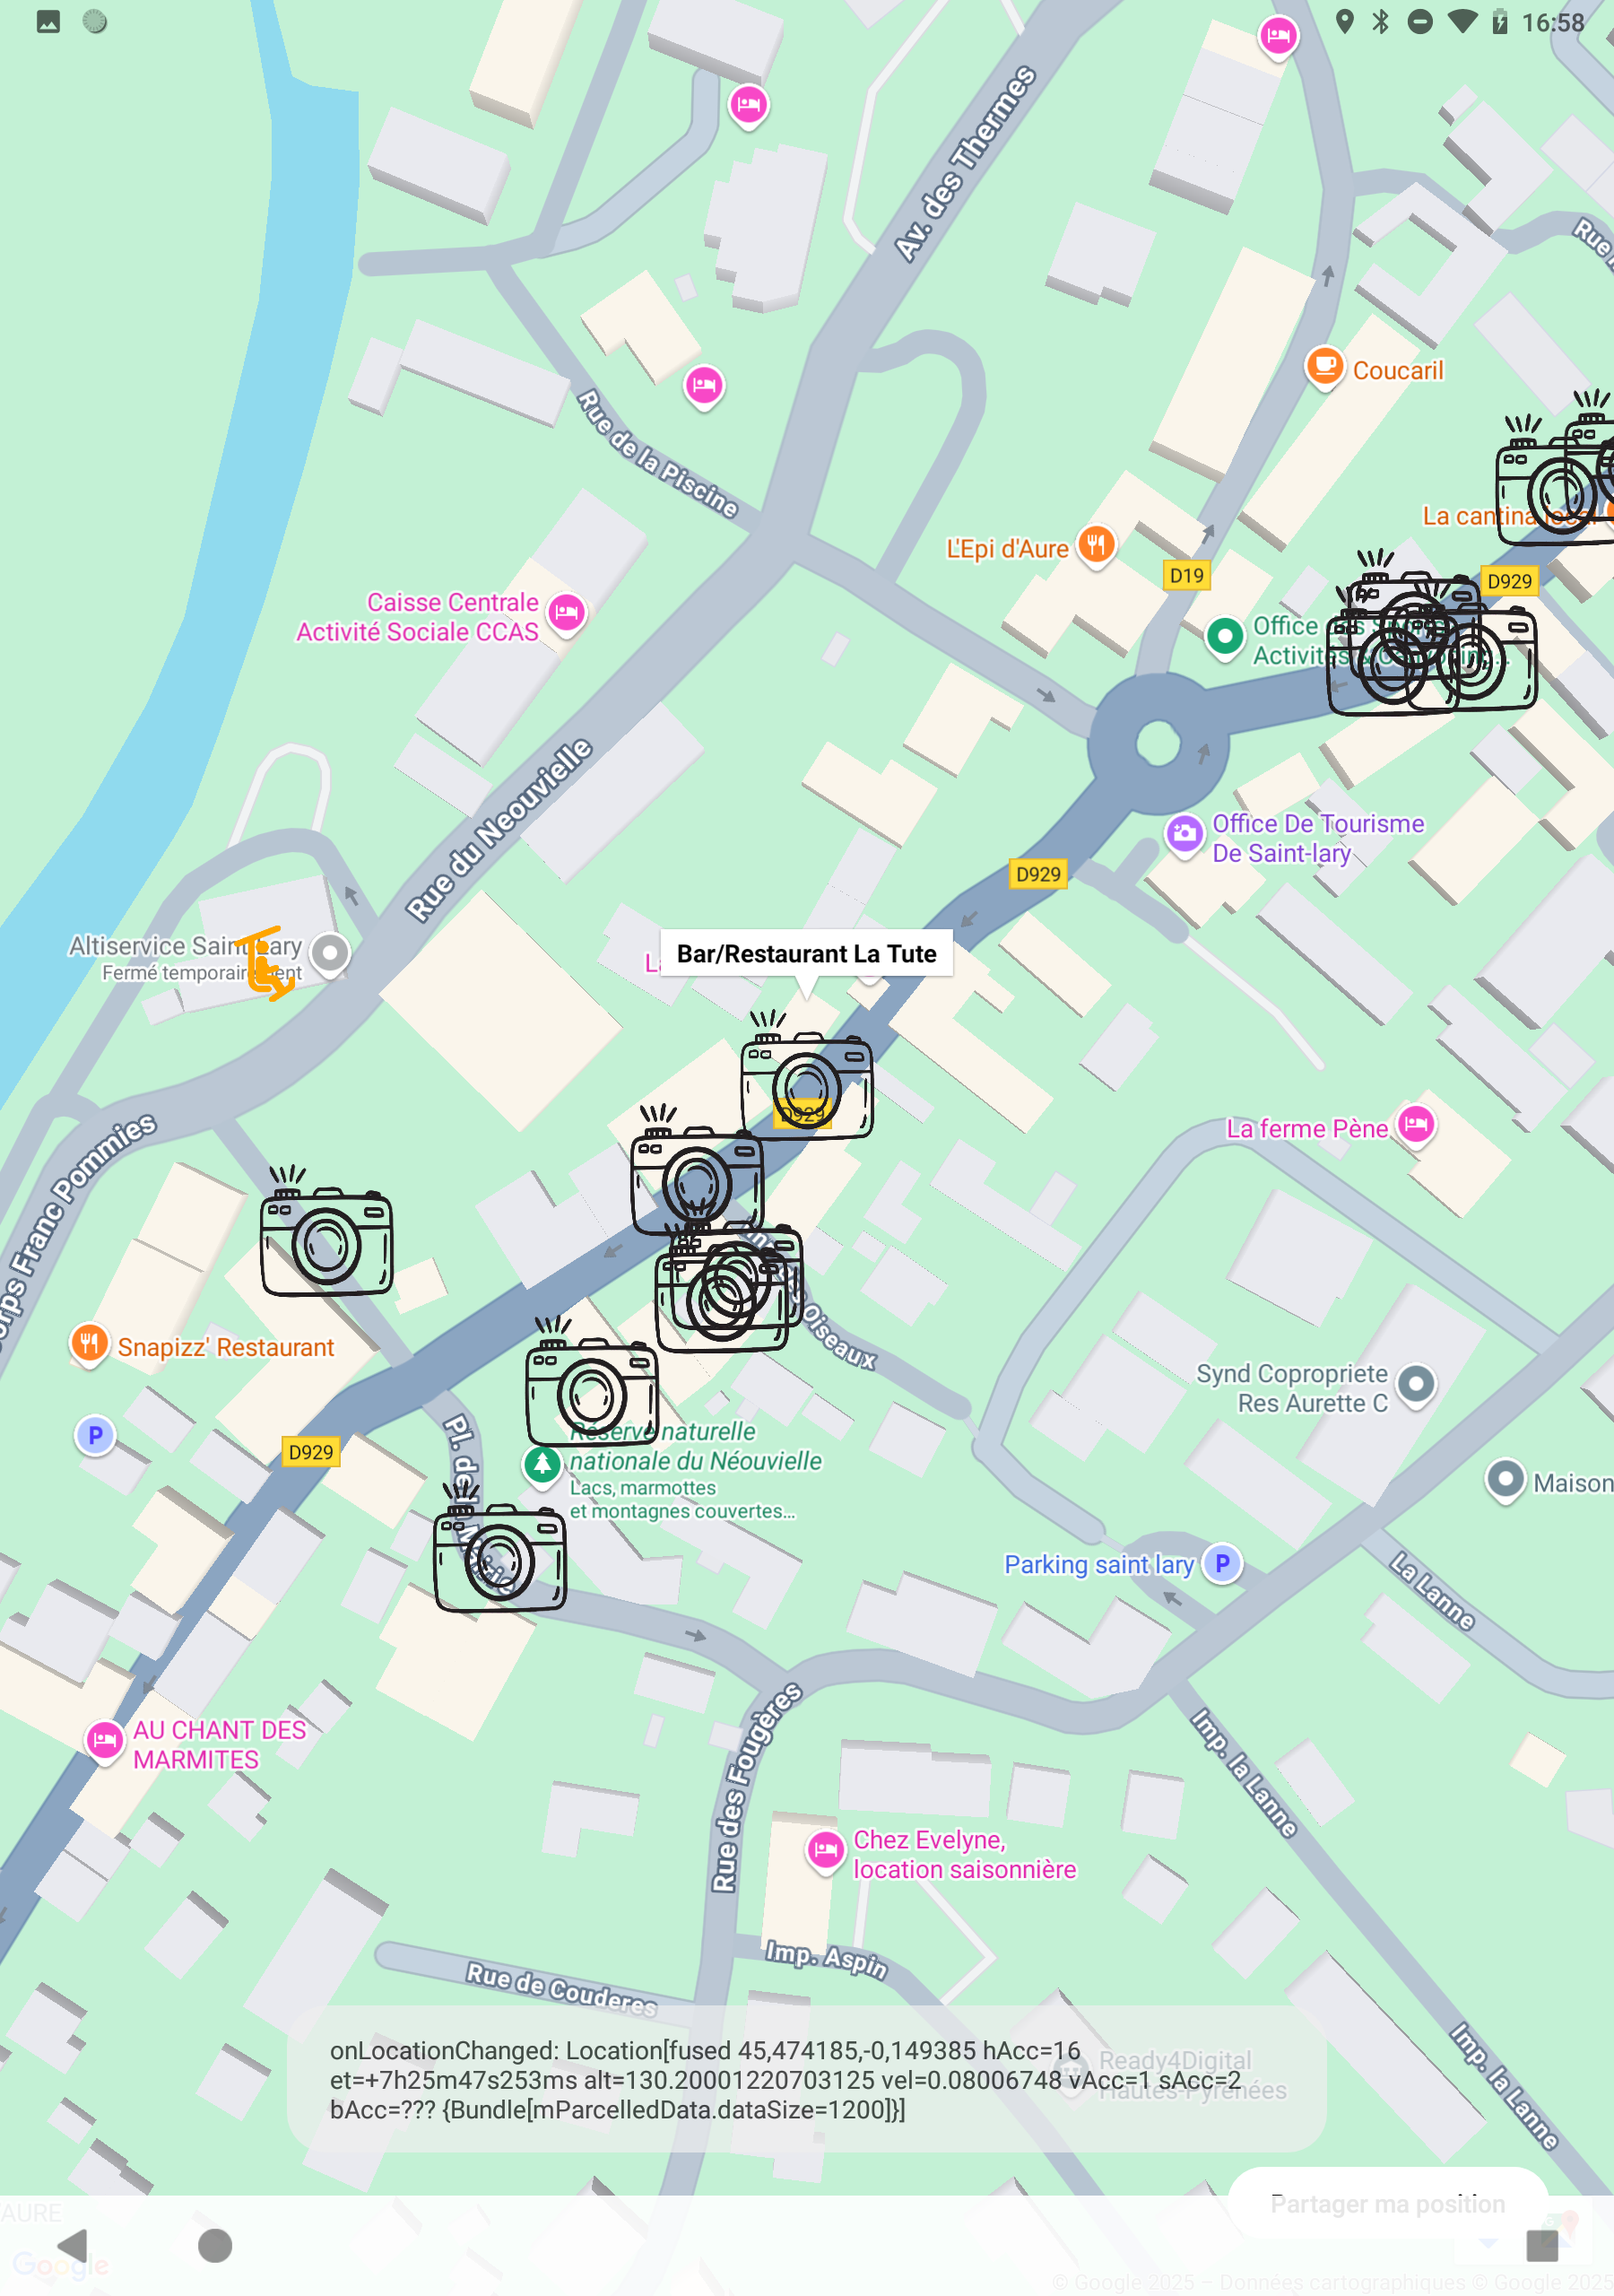 16:58
Av. des Thermes
Rue de la Piscine
Coucaril
La cantina
L'Epi d'Aure
D19
D929
Caisse Centrale
Activité Sociale CCAS
Office
Rue du Neouvielle
Office De Tourisme
De Saint-lary
D929
Altiservice Saint-Lary
Fermé temporairement
Bar/Restaurant La Tute
D929
La ferme Pène
Franc Pommies
Oiseaux
Snapizz' Restaurant
Synd Copropriete
Res Aurette C
P
D929
Réserve naturelle
nationale du Néouvielle
Lacs, marmottes
et montagnes couvertes...
Maison
Parking saint lary
P
La Lanne
AU CHANT DES
MARMITES
Rue des Fougères
Imp. la Lanne
Chez Evelyne,
location saisonnière
Imp. Aspin
Rue de Couderes
Imp. la Lanne
onLocationChanged: Location[fused 45,474185,-0,149385 hAcc=16
et=+7h25m47s253ms alt=130.20001220703125 vel=0.08006748 vAcc=1 sAcc=2
bAcc=??? {Bundle[mParcelledData.dataSize=1200]}]
Ready4Digital
Hautes-Pyrénées
Partager ma position
AURE
Google
© Google 2025 – Données cartographiques © Google 2025